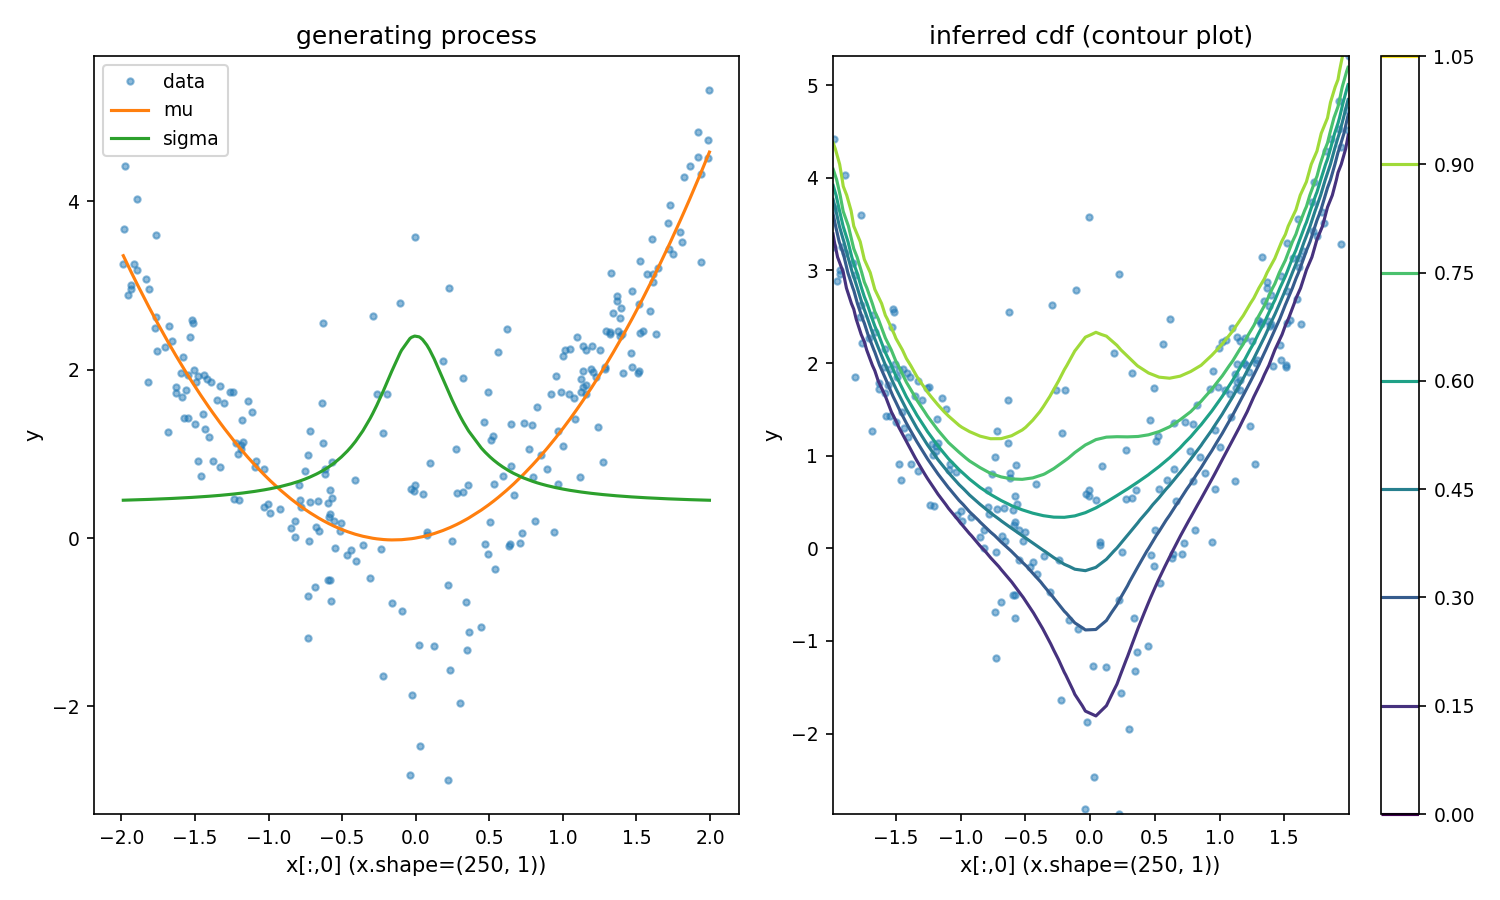 generating process
data
mu
sigma
4
2
0
−2
y
−2.0 −1.5 −1.0 −0.5 0.0 0.5 1.0 1.5 2.0
x[:,0] (x.shape=(250, 1))
inferred cdf (contour plot)
5
4
3
2
1
0
−1
−2
y
−1.5 −1.0 −0.5 0.0 0.5 1.0 1.5
x[:,0] (x.shape=(250, 1))
1.05
0.90
0.75
0.60
0.45
0.30
0.15
0.00